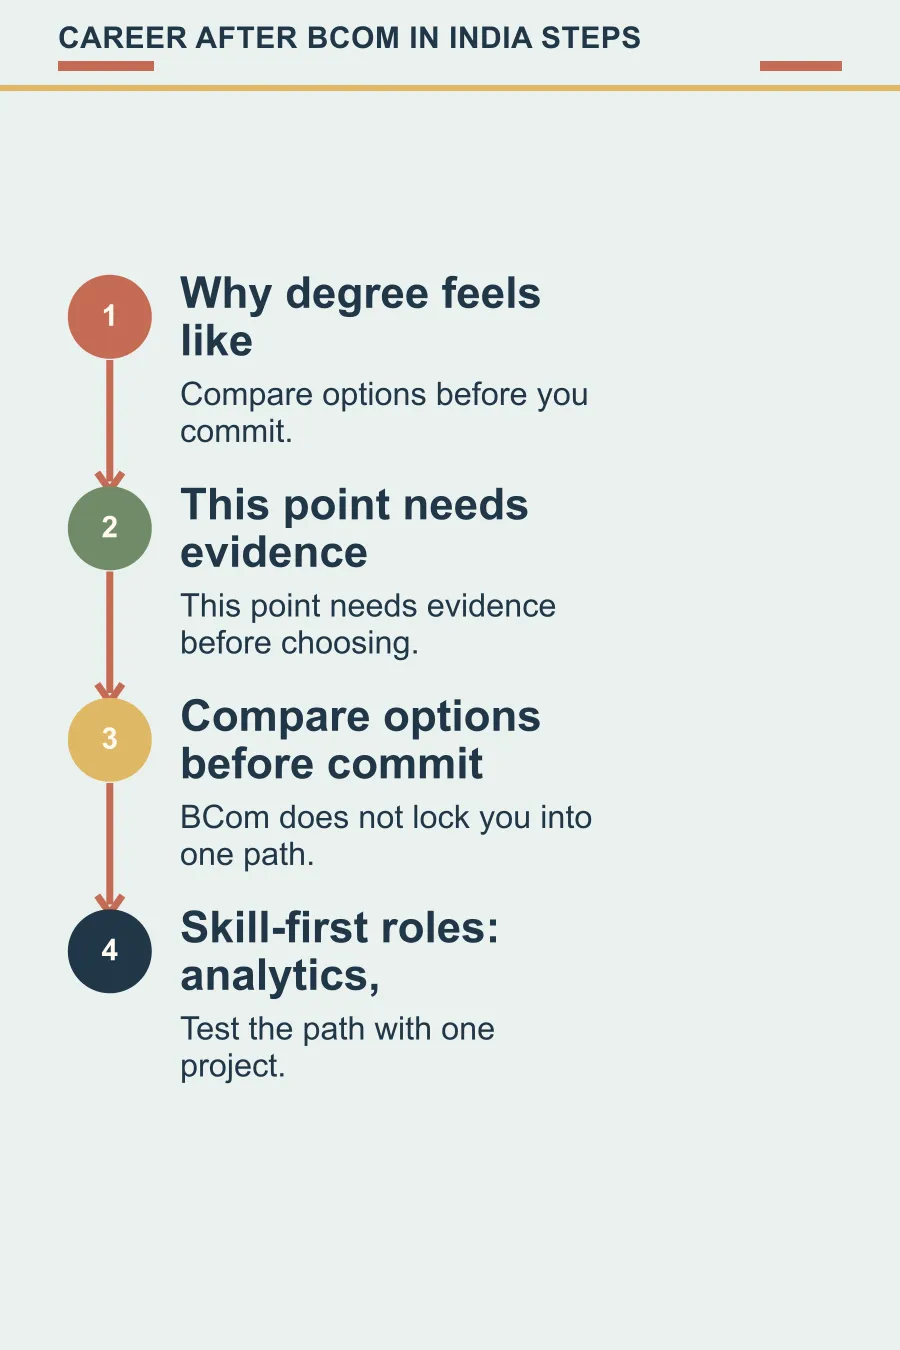 CAREER AFTER BCOM IN INDIA STEPS
1
Why degree feels
like
Compare options before you
commit.
2
This point needs
evidence
This point needs evidence
before choosing.
3
Compare options
before commit
BCom does not lock you into
one path.
4
Skill-first roles:
analytics,
Test the path with one
project.